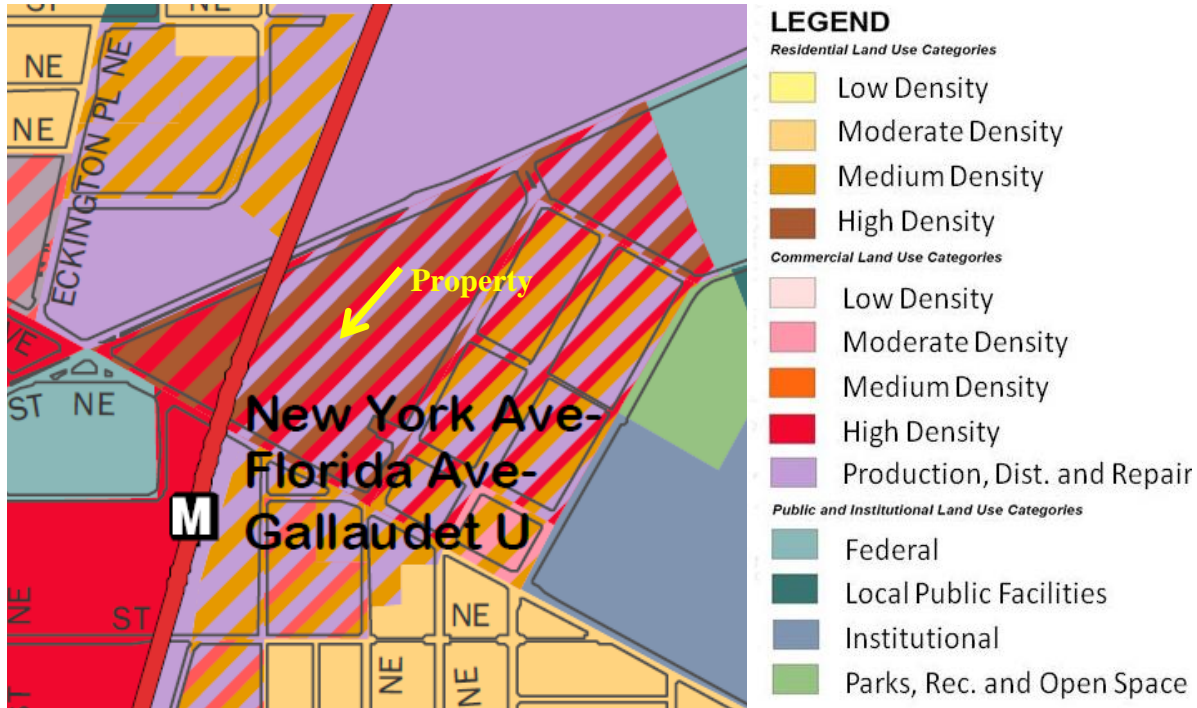 ST
NE
NE
NE
ECKINGTON PL NE
Property
ST NE
New York Ave-
Florida Ave-
Gallaudet U
M
NE
ST
ST
NE
NE
NE
LEGEND
Residential Land Use Categories
Low Density
Moderate Density
Medium Density
High Density
Commercial Land Use Categories
Low Density
Moderate Density
Medium Density
High Density
Production, Dist. and Repair
Public and Institutional Land Use Categories
Federal
Local Public Facilities
Institutional
Parks, Rec. and Open Space